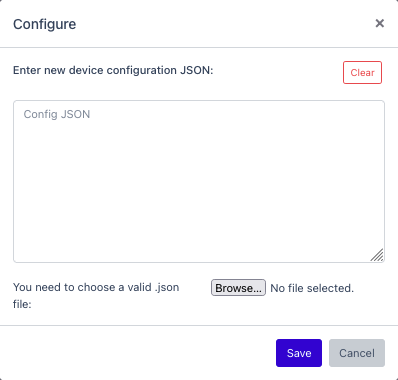 Configure ×
Enter new device configuration JSON: Clear
Config JSON
You need to choose a valid .json Browse... No file selected.
file:
Save Cancel